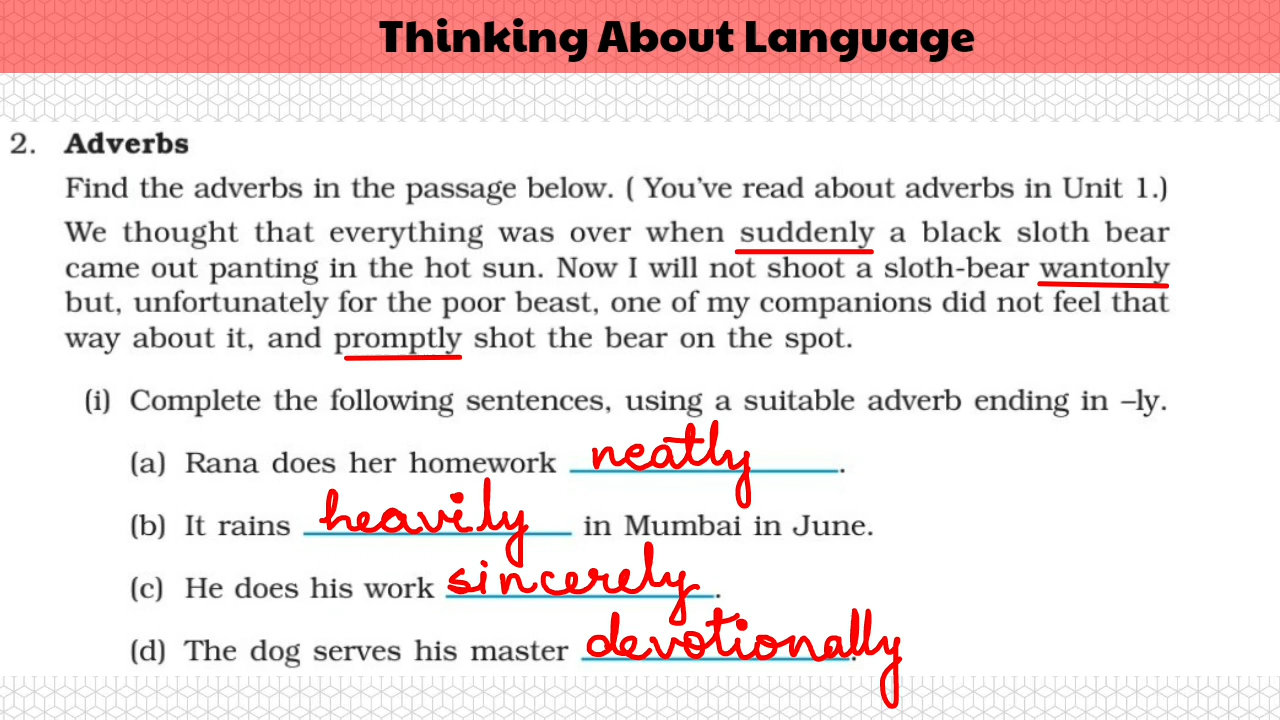 Thinking About Language
2. Adverbs
Find the adverbs in the passage below. ( You've read about adverbs in Unit 1.)
We thought that everything was over when suddenly a black sloth bear
came out panting in the hot sun. Now I will not shoot a sloth-bear wantonly
but, unfortunately for the poor beast, one of my companions did not feel that
way about it, and promptly shot the bear on the spot.
(i) Complete the following sentences, using a suitable adverb ending in –ly.
(a) Rana does her homework neatly.
(b) It rains heavily in Mumbai in June.
(c) He does his work sincerely.
(d) The dog serves his master devotionally.